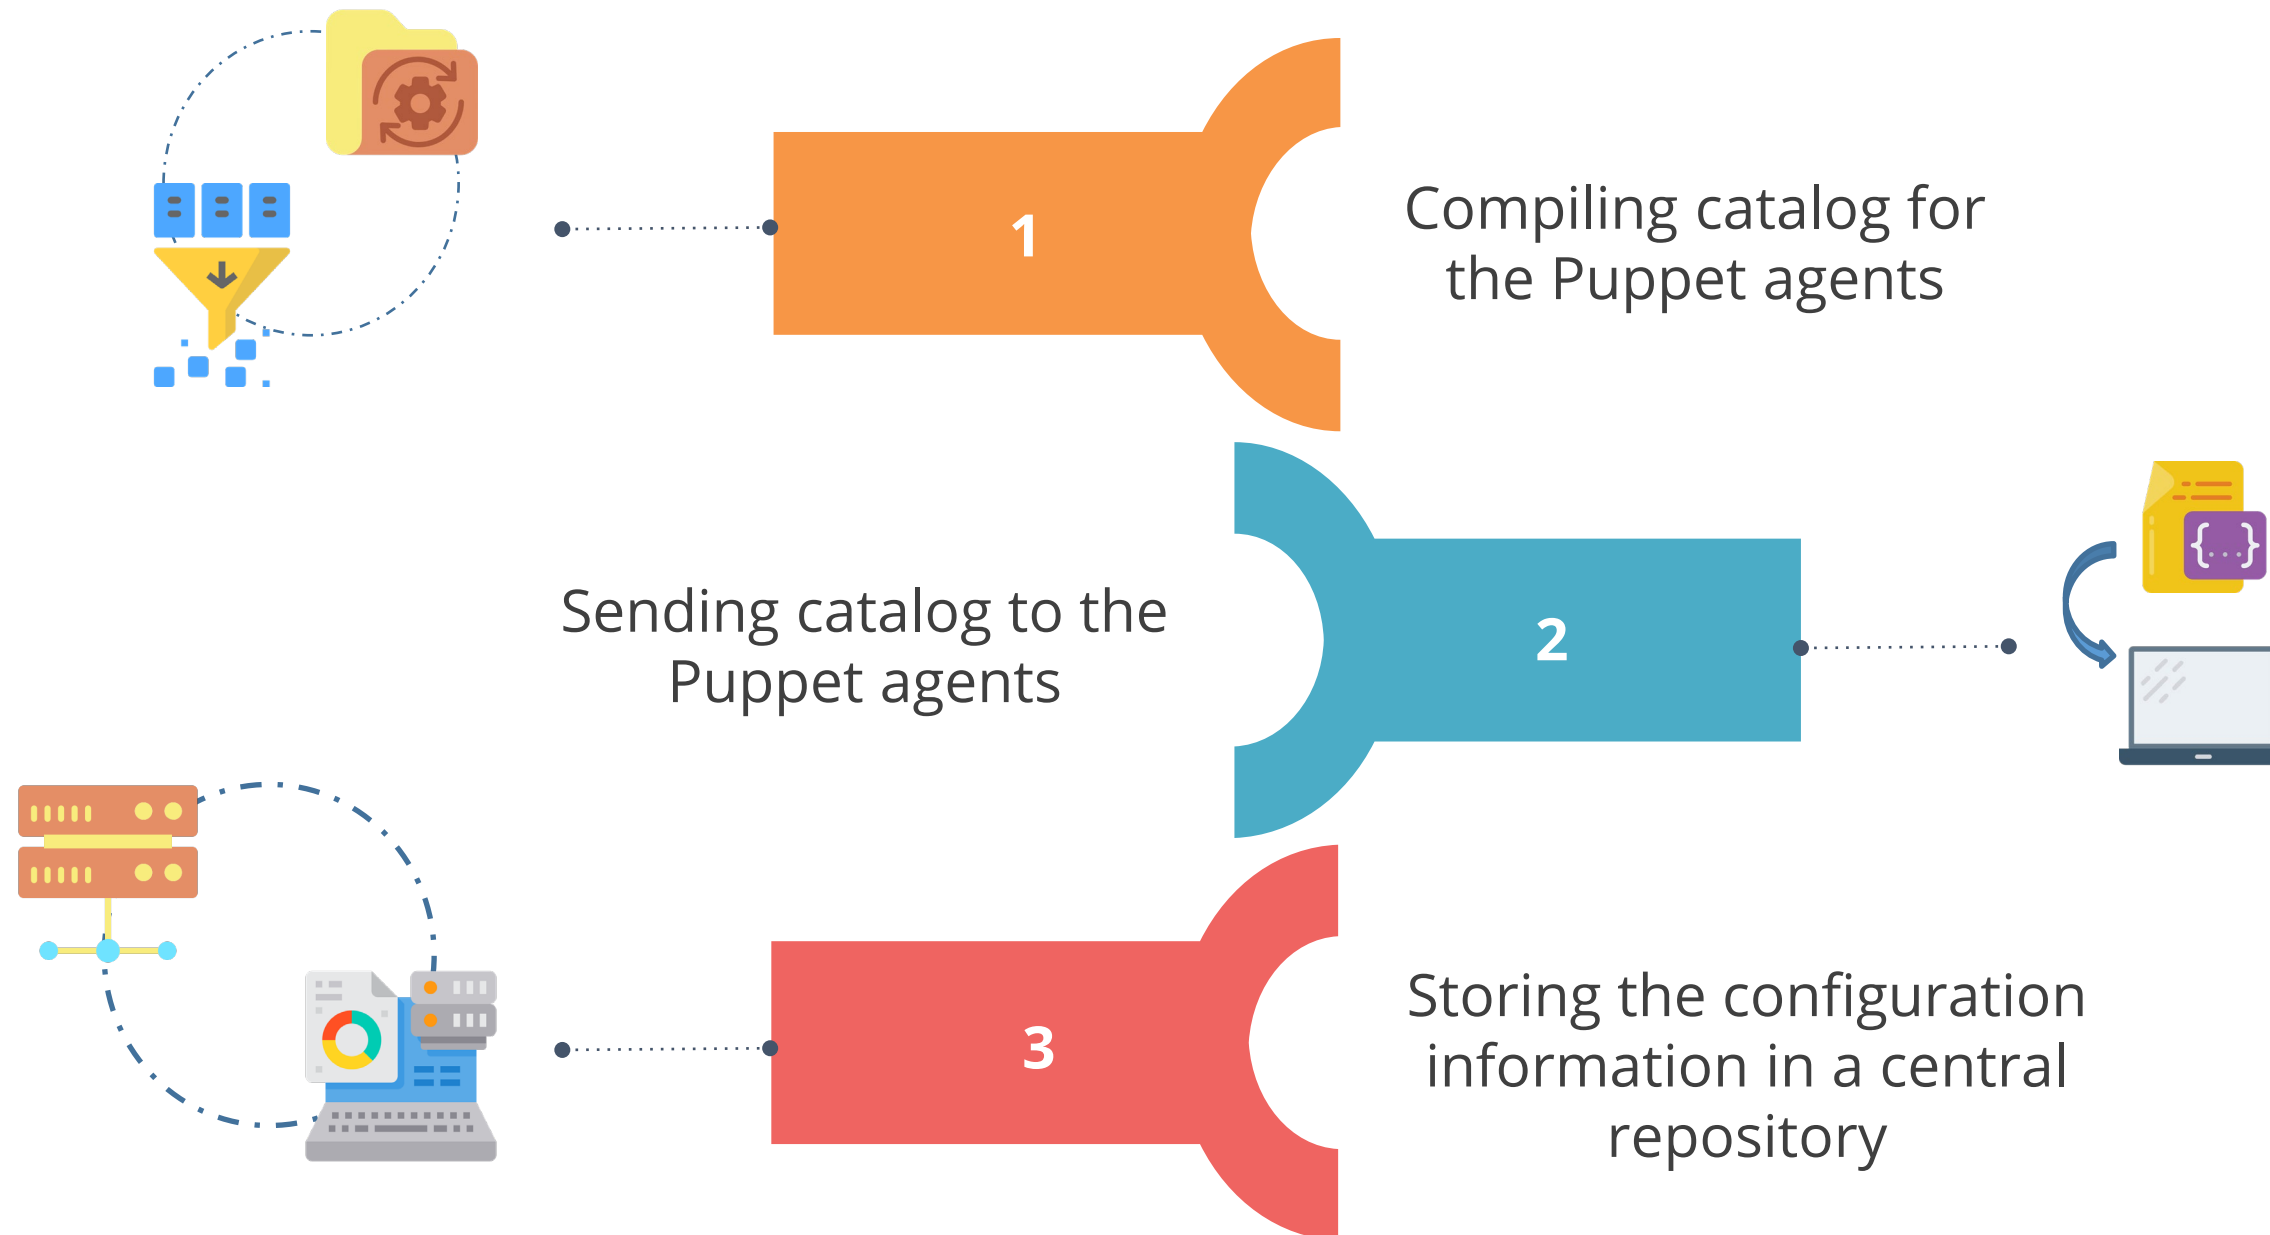 1
Compiling catalog for
the Puppet agents
Sending catalog to the
Puppet agents
2
{...}
3
Storing the configuration
information in a central
repository